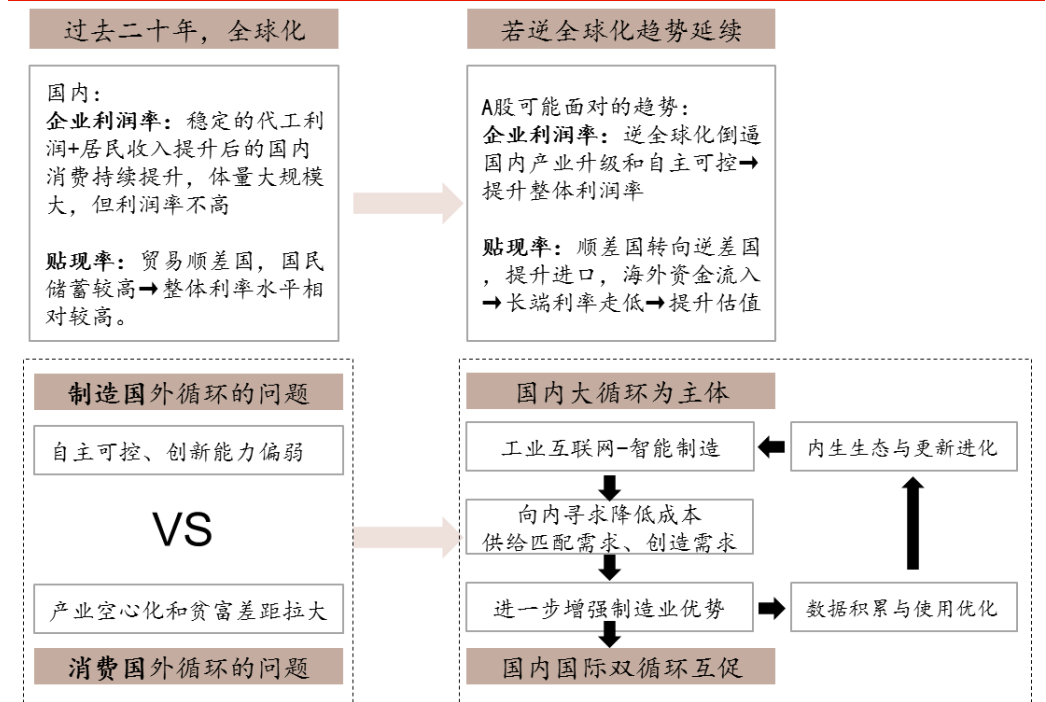 过去二十年，全球化
国内：
企业利润率：稳定的代工利
润+居民收入提升后的国内
消费持续提升，体量大规模
大，但利润率不高
贴现率：贸易顺差国，国民
储蓄较高→整体利率水平相
对较高。
若逆全球化趋势延续
A股可能面对的趋势：
企业利润率：逆全球化倒逼
国内产业升级和自主可控→
提升整体利润率
贴现率：顺差国转向逆差国
，提升进口，海外资金流入
→长端利率走低→提升估值
制造国外循环的问题
自主可控、创新能力偏弱
VS
产业空心化和贫富差距拉大
消费国外循环的问题
国内大循环为主体
工业互联网-智能制造
内生生态与更新进化
向内寻求降低成本
供给匹配需求、创造需求
进一步增强制造业优势
数据积累与使用优化
国内国际双循环互促